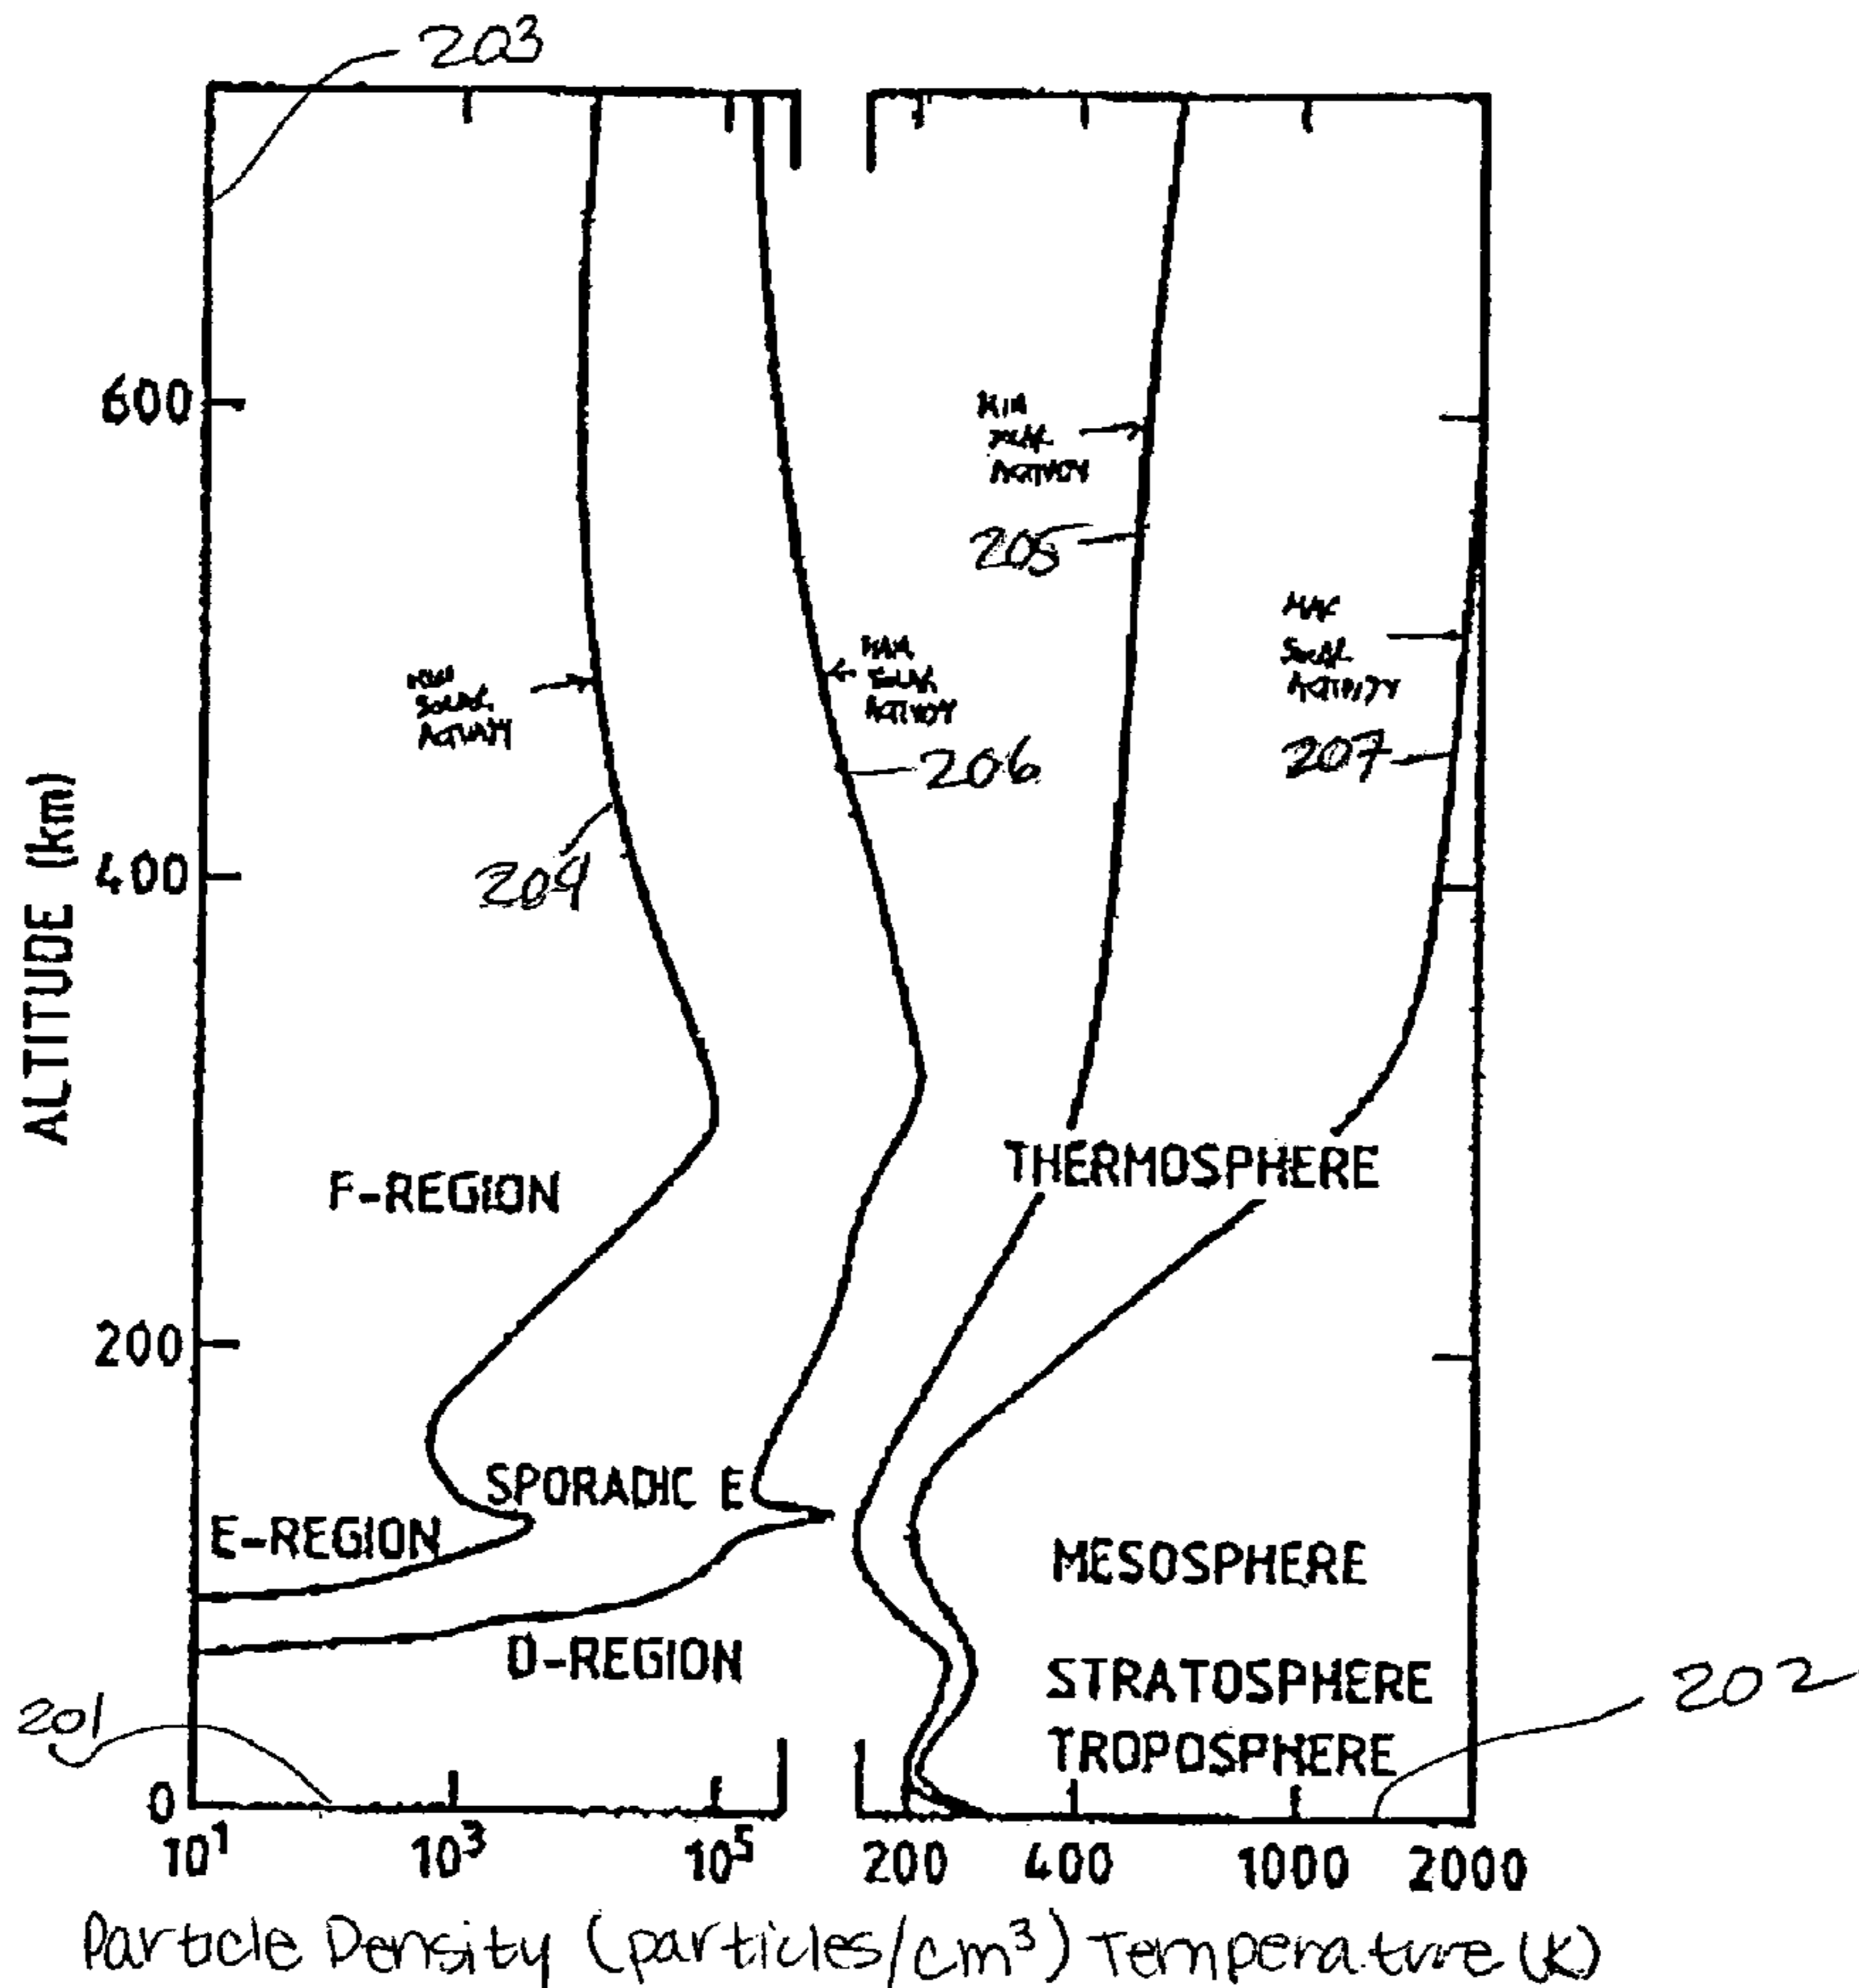 203
600
MIN
SOLAR
ACTIVITY
205
MAX
SOLAR
ACTIVITY
207
MIN
SOLAR
ACTIVITY
MAX
SOLAR
ACTIVITY
206
204
ALTITUDE (km)
400
THERMOSPHERE
F-REGION
200
SPORADIC E
E-REGION
MESOSPHERE
D-REGION
STRATOSPHERE
202
201
TROPOSPHERE
0
10¹ 10³ 10⁵ 200 400 1000 2000
Particle Density (particles/cm³) Temperature (K)